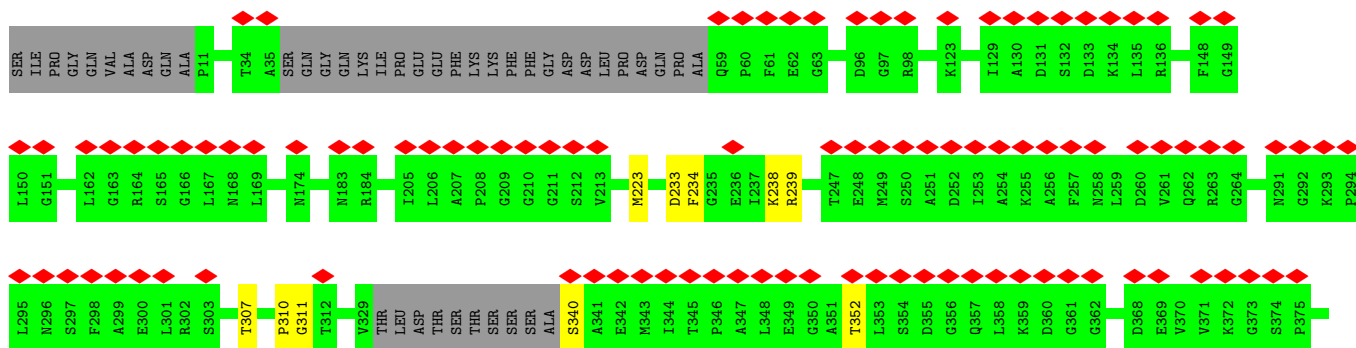 SER ILE PRO GLY GLN VAL ALA ASP GLN ALA P11 T34 A35 SER GLN GLY GLN LYS ILE PRO GLU GLU PHE LYS LYS PHE PHE GLY ASP ASP LEU PRO ASP GLN PRO ALA Q59 P60 F61 E62 G63 D96 G97 R98 K123 I129 A130 D131 S132 D133 K134 L135 R136 F148 G149
L150 G151 L162 G163 R164 S165 G166 L167 N168 L169 N174 N183 R184 I205 L206 A207 P208 G209 G210 G211 S212 V213 M223 D233 F234 G235 E236 I237 K238 R239 T247 E248 M249 S250 A251 D252 I253 A254 K255 A256 F257 N258 L259 D260 V261 Q262 R263 G264 N291 G292 K293 P294
L295 N296 S297 F298 A299 E300 L301 R302 S303 T307 P310 G311 T312 V329 THR LEU ASP THR SER THR SER SER SER ALA S340 A341 E342 M343 I344 T345 P346 A347 L348 E349 G350 A351 T352 L353 S354 D355 G356 Q357 L358 K359 D360 G361 G362 D368 E369 V370 V371 K372 G373 S374 P375